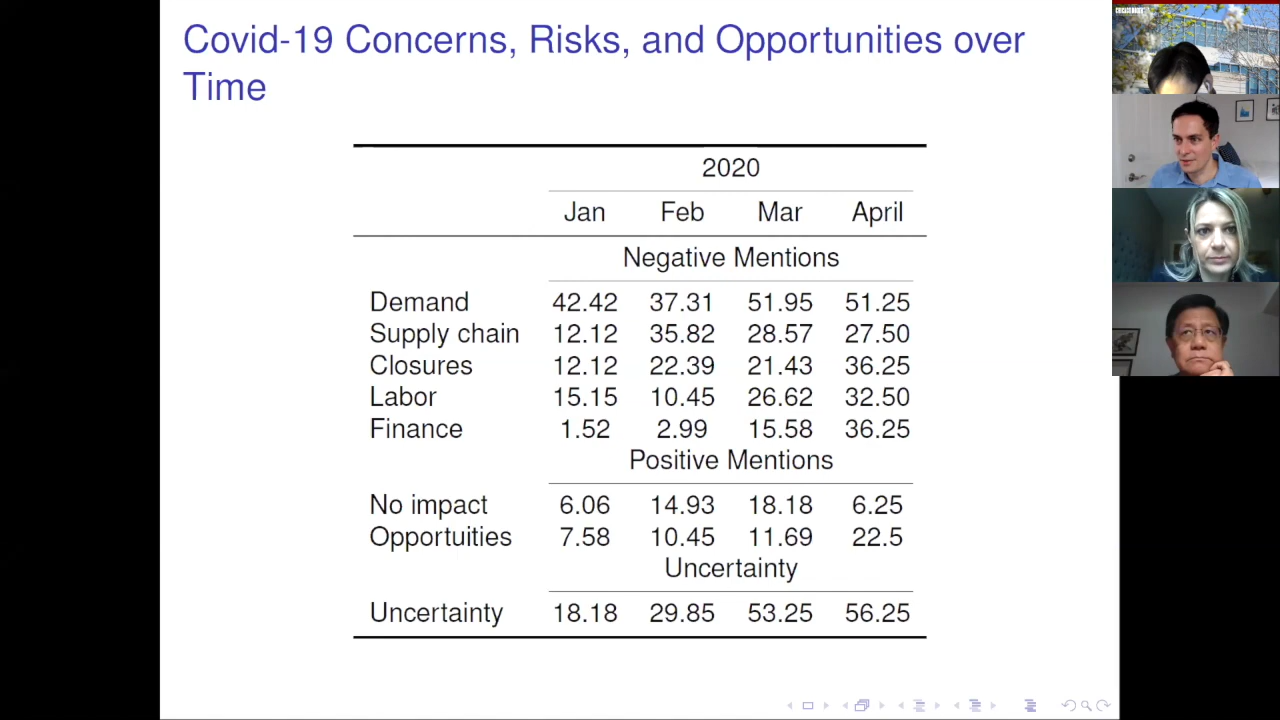 Covid-19 Concerns, Risks, and Opportunities over
Time
2020
Jan Feb Mar April
Negative Mentions
Demand 42.42 37.31 51.95 51.25
Supply chain 12.12 35.82 28.57 27.50
Closures 12.12 22.39 21.43 36.25
Labor 15.15 10.45 26.62 32.50
Finance 1.52 2.99 15.58 36.25
Positive Mentions
No impact 6.06 14.93 18.18 6.25
Opportuities 7.58 10.45 11.69 22.5
Uncertainty
Uncertainty 18.18 29.85 53.25 56.25